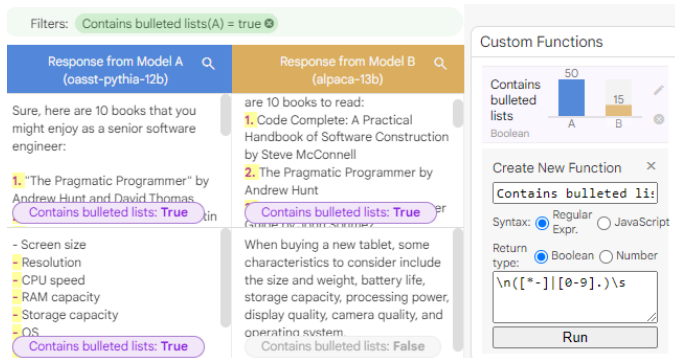 Filters: Contains bulleted lists(A) = true
Response from Model A
(oasst-pythia-12b)
Response from Model B
(alpaca-13b)
Sure, here are 10 books that you
might enjoy as a senior software
engineer:
1. "The Pragmatic Programmer" by
Andrew Hunt and David Thomas
tin
Contains bulleted lists: True
are 10 books to read:
1. Code Complete: A Practical
Handbook of Software Construction
by Steve McConnell
2. The Pragmatic Programmer by
Andrew Hunt
er
Contains bulleted lists: True
- Screen size
- Resolution
- CPU speed
- RAM capacity
- Storage capacity
- OS
Contains bulleted lists: True
When buying a new tablet, some
characteristics to consider include
the size and weight, battery life,
storage capacity, processing power,
display quality, camera quality, and
operating system.
Contains bulleted lists: False
Custom Functions
Contains
bulleted
lists
Boolean
50
15
A
B
Create New Function
Contains bulleted lis
Syntax: Regular Expr. JavaScript
Return type: Boolean Number
\n([*-]|[0-9].)\s
Run